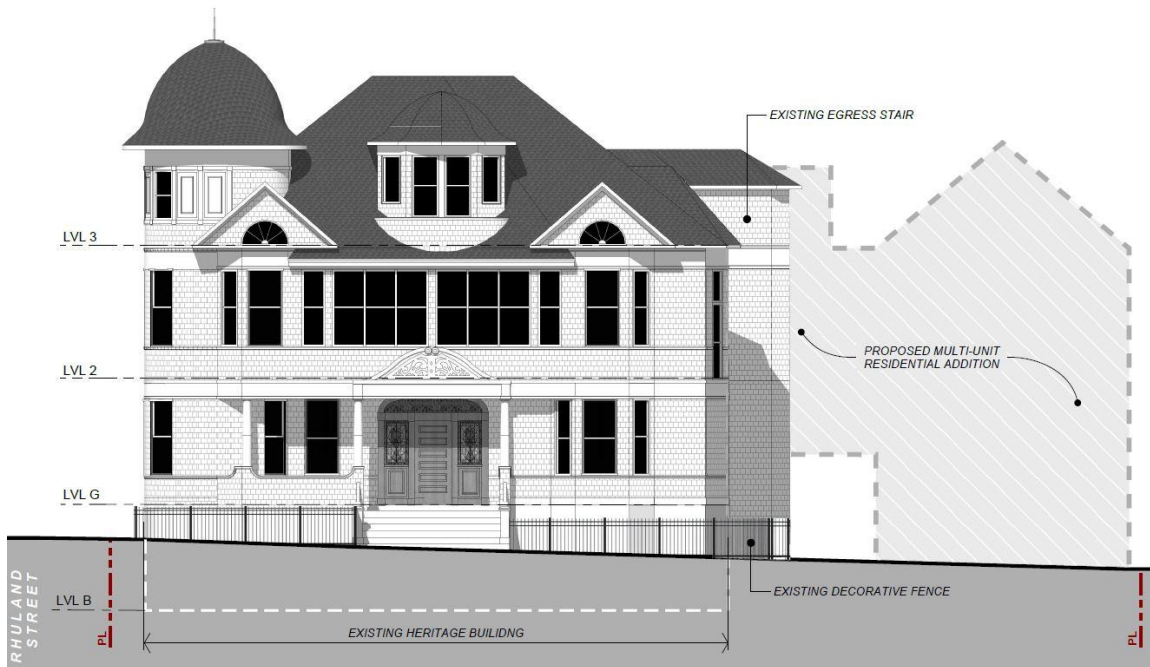 EXISTING EGRESS STAIR
LVL 3
PROPOSED MULTI-UNIT
RESIDENTIAL ADDITION
LVL 2
LVL G
RHULAND
STREET
PL
LVL B
EXISTING DECORATIVE FENCE
EXISTING HERITAGE BUILIDNG
PL